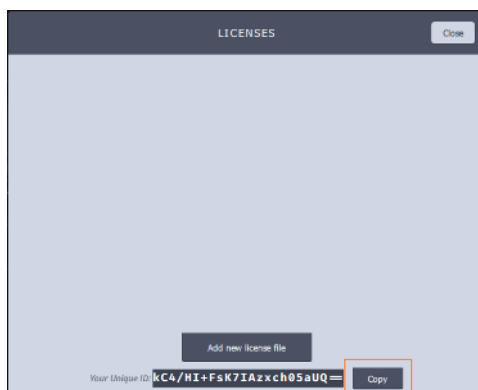 LICENSES
Close
Add new license file
Your Unique ID: kC4/HI+FsK7IAzxch05aUQ== Copy